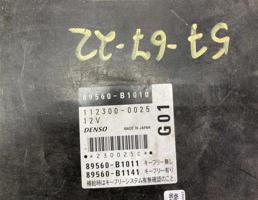 57-67-22
89560-B1010
112300-0025
12V
DENSO MADE IN JAPAN
G01
*230025C*
89560-B1011 キーフリー無し
89560-B1141 キーフリー有り
補給時はキーフリーシステム有無確認のこと